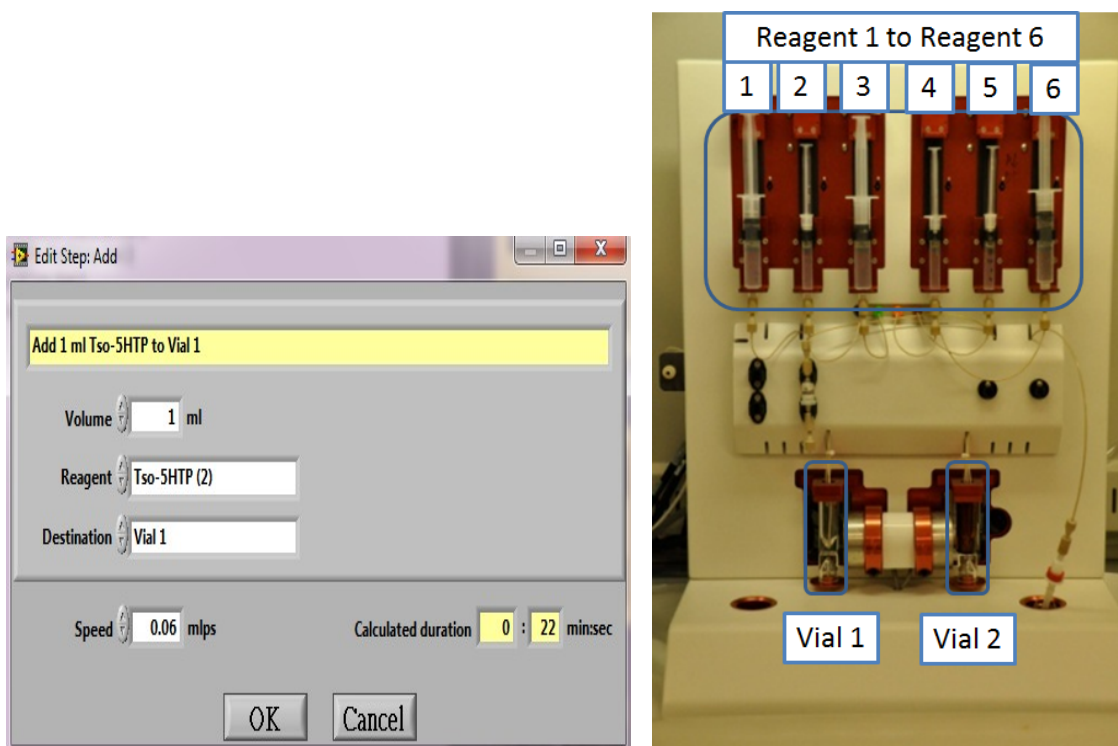 Edit Step: Add
Add 1 ml Tso-5HTP to Vial 1
Volume 1 ml
Reagent Tso-5HTP (2)
Destination Vial 1
Speed 0.06 mlps Calculated duration 0 : 22 min:sec
OK Cancel
Reagent 1 to Reagent 6
1 2 3 4 5 6
Vial 1 Vial 2